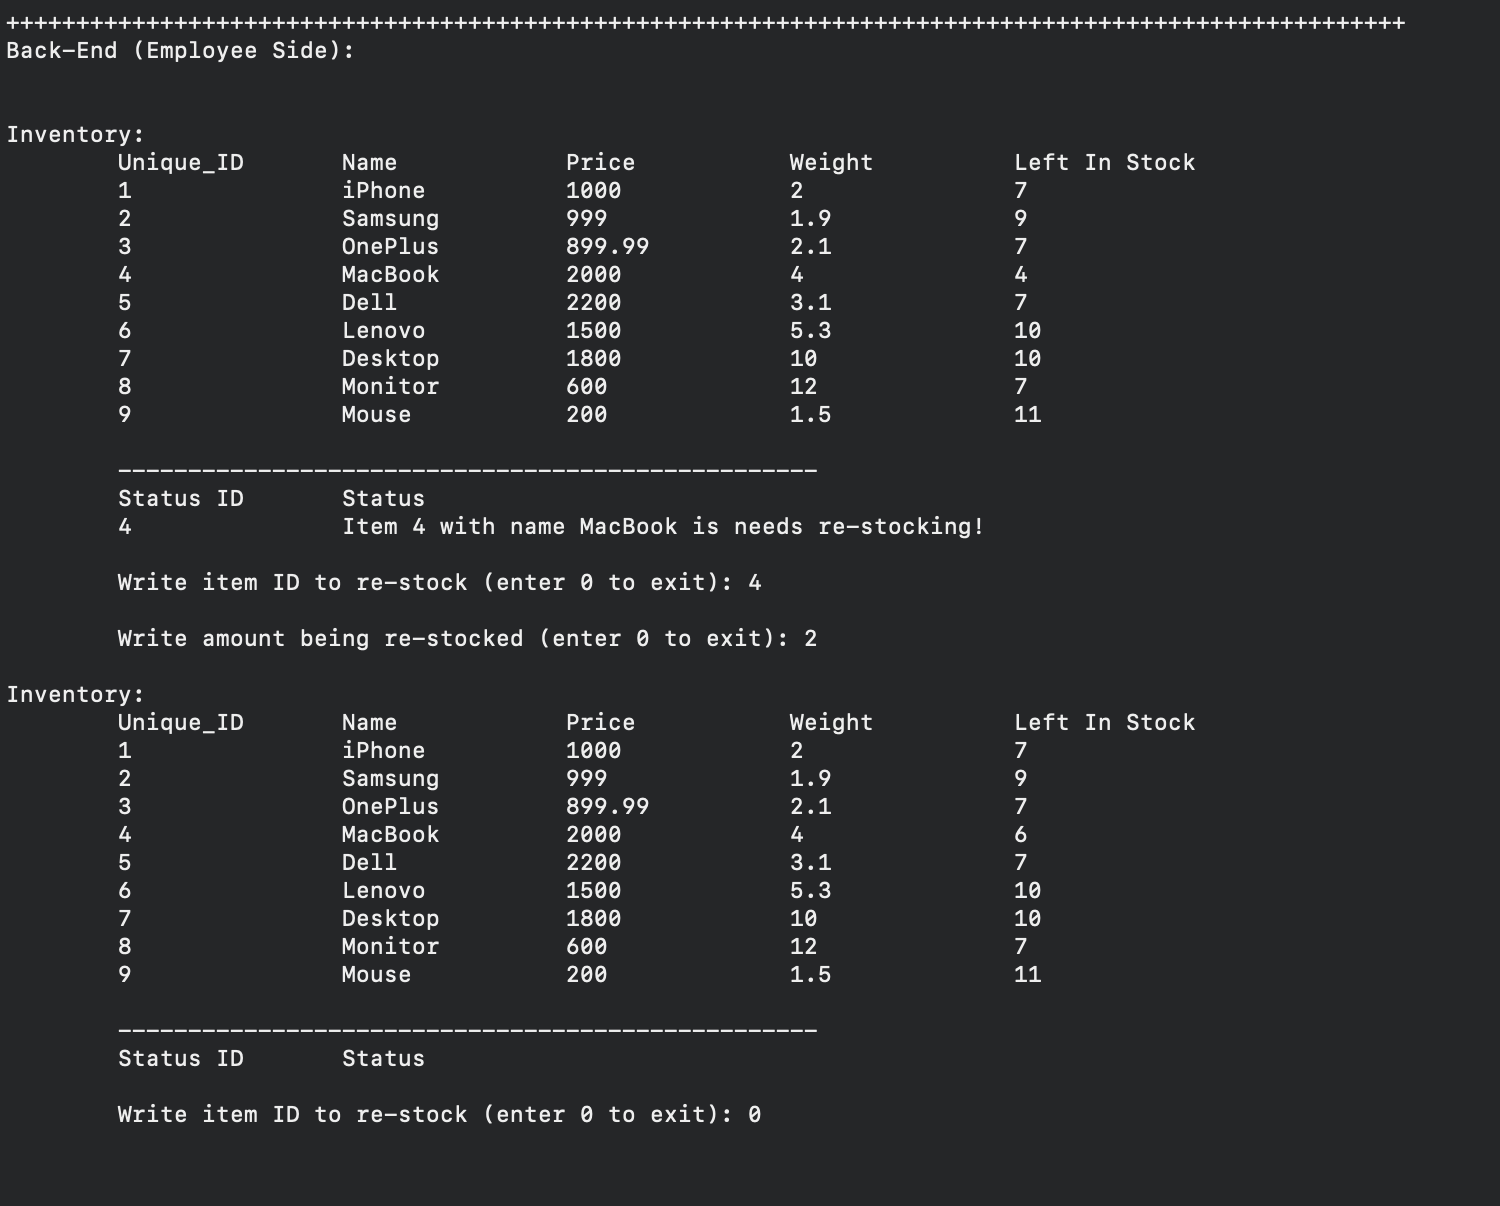 ++++++++++++++++++++++++++++++++++++++++++++++++++++++++++++++++++++++++++++++++++++++++++++++++++++
Back-End (Employee Side):
Inventory:
Unique_ID Name Price Weight Left In Stock
1 iPhone 1000 2 7
2 Samsung 999 1.9 9
3 OnePlus 899.99 2.1 7
4 MacBook 2000 4 4
5 Dell 2200 3.1 7
6 Lenovo 1500 5.3 10
7 Desktop 1800 10 10
8 Monitor 600 12 7
9 Mouse 200 1.5 11
--------------------------------------------------
Status ID Status
4 Item 4 with name MacBook is needs re-stocking!
Write item ID to re-stock (enter 0 to exit): 4
Write amount being re-stocked (enter 0 to exit): 2
Inventory:
Unique_ID Name Price Weight Left In Stock
1 iPhone 1000 2 7
2 Samsung 999 1.9 9
3 OnePlus 899.99 2.1 7
4 MacBook 2000 4 6
5 Dell 2200 3.1 7
6 Lenovo 1500 5.3 10
7 Desktop 1800 10 10
8 Monitor 600 12 7
9 Mouse 200 1.5 11
--------------------------------------------------
Status ID Status
Write item ID to re-stock (enter 0 to exit): 0